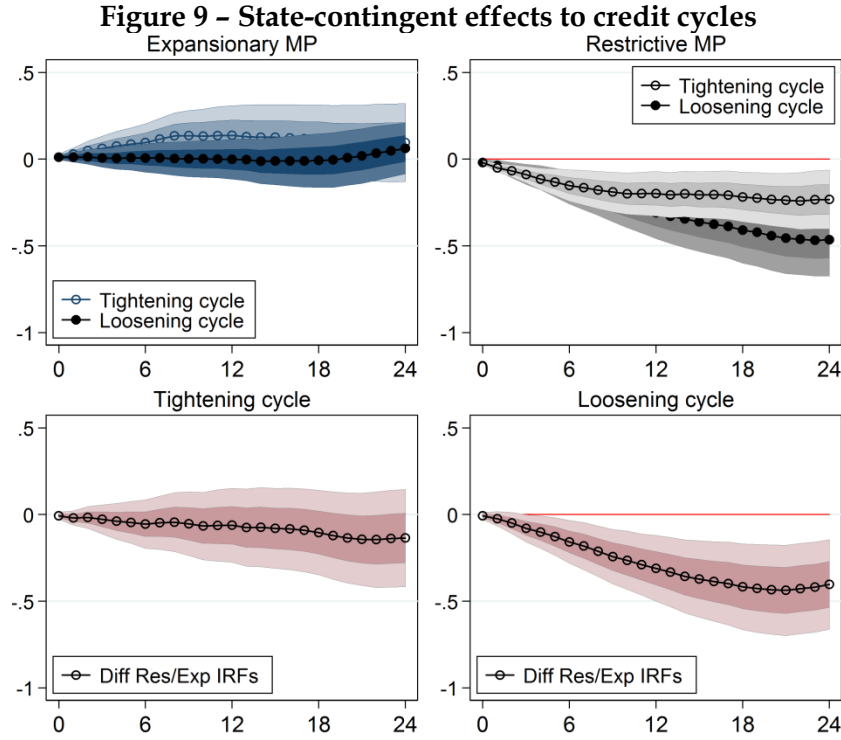 Figure 9 – State-contingent effects to credit cycles
Expansionary MP
.5
0
-.5
-1
Tightening cycle
Loosening cycle
0 6 12 18 24
Restrictive MP
.5
0
-.5
-1
Tightening cycle
Loosening cycle
0 6 12 18 24
Tightening cycle
.5
0
-.5
-1
Diff Res/Exp IRFs
0 6 12 18 24
Loosening cycle
.5
0
-.5
-1
Diff Res/Exp IRFs
0 6 12 18 24